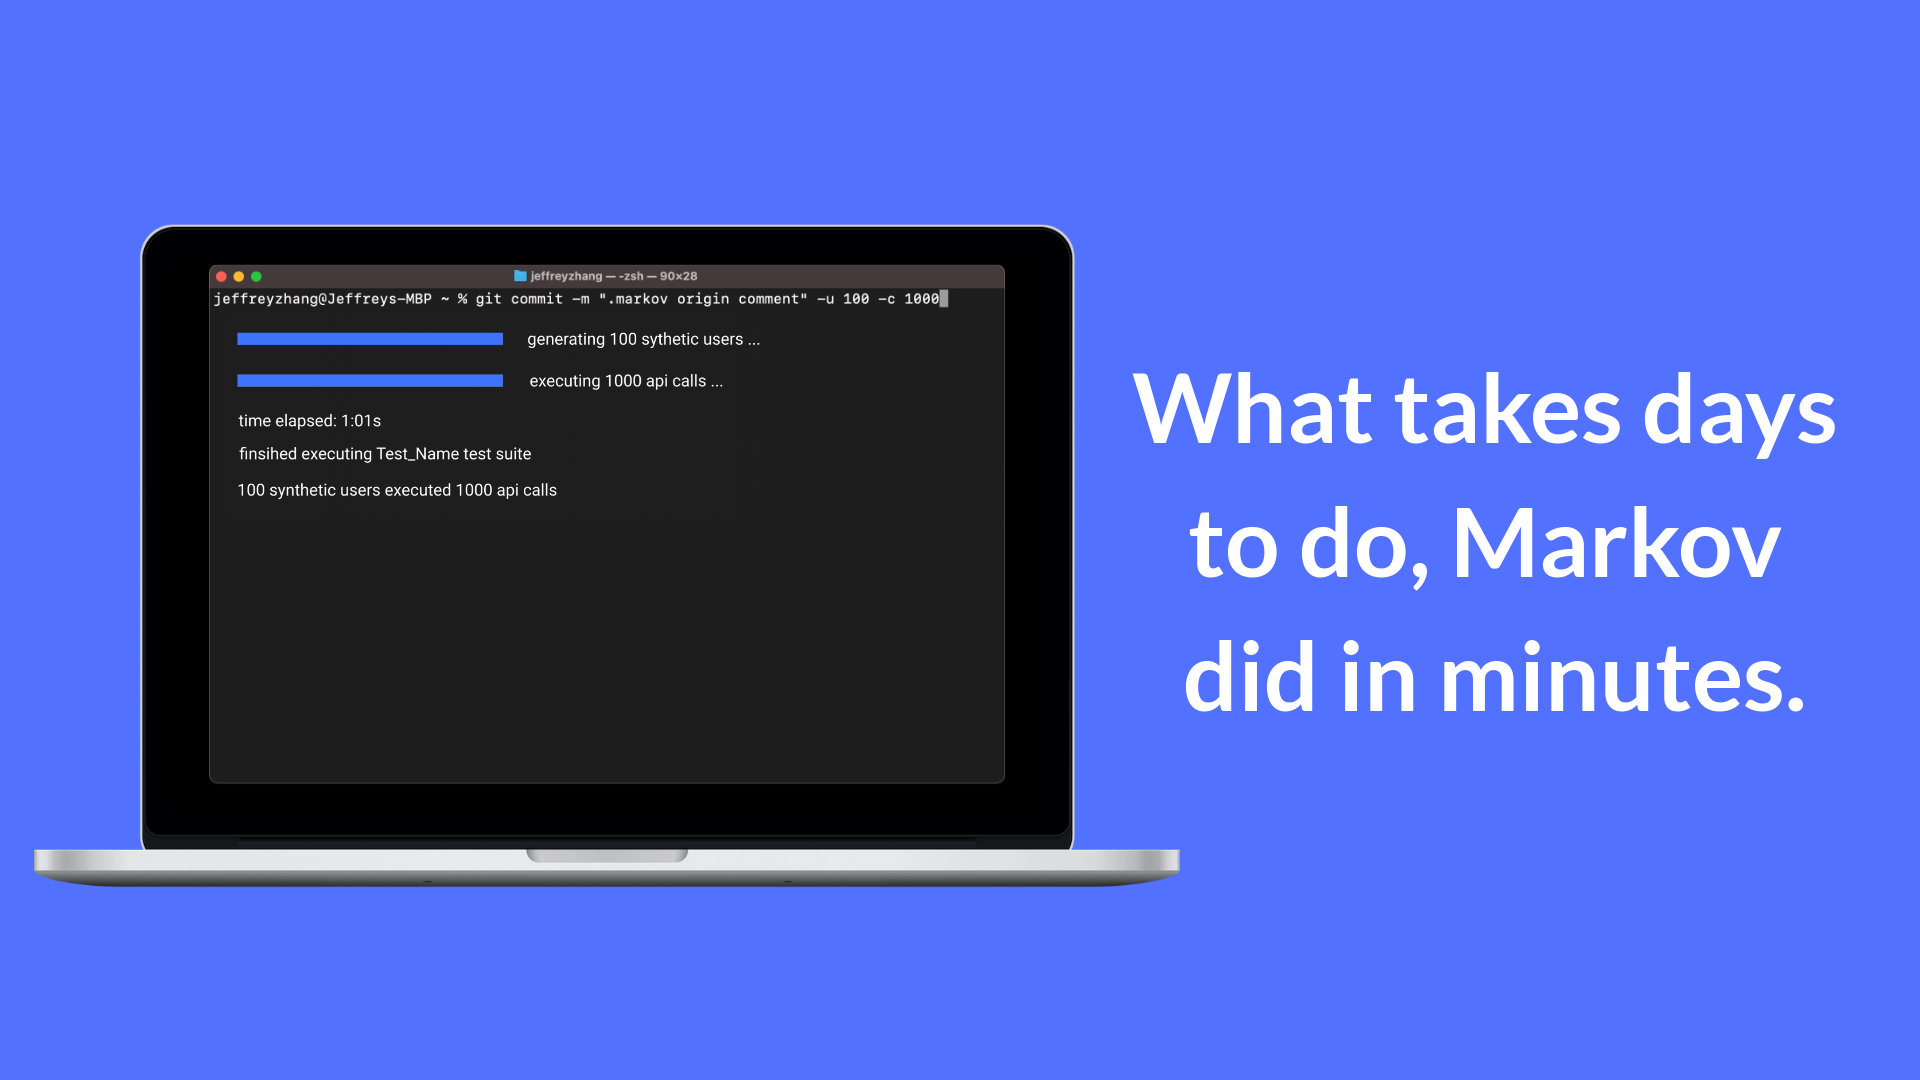 jeffreyzhang — -zsh — 90×28
jeffreyzhang@Jeffreys-MBP ~ % git commit -m ".markov origin comment" -u 100 -c 1000
generating 100 sythetic users ...
executing 1000 api calls ...
time elapsed: 1:01s
finsihed executing Test_Name test suite
100 synthetic users executed 1000 api calls
What takes days
to do, Markov
did in minutes.